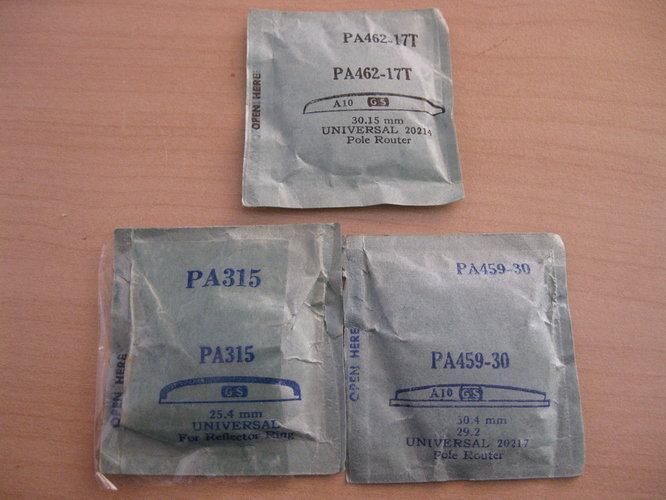 PA462-17T
PA462-17T
A10 GS
30.15 mm
UNIVERSAL 20214
Pole Router
OPEN HERE
PA315
PA315
GS
25.4 mm
UNIVERSAL
For Reflector Ring
OPEN HERE
PA459-30
PA459-30
A10 GS
30.4 mm
29.2
UNIVERSAL 20217
Pole Router
OPEN HERE